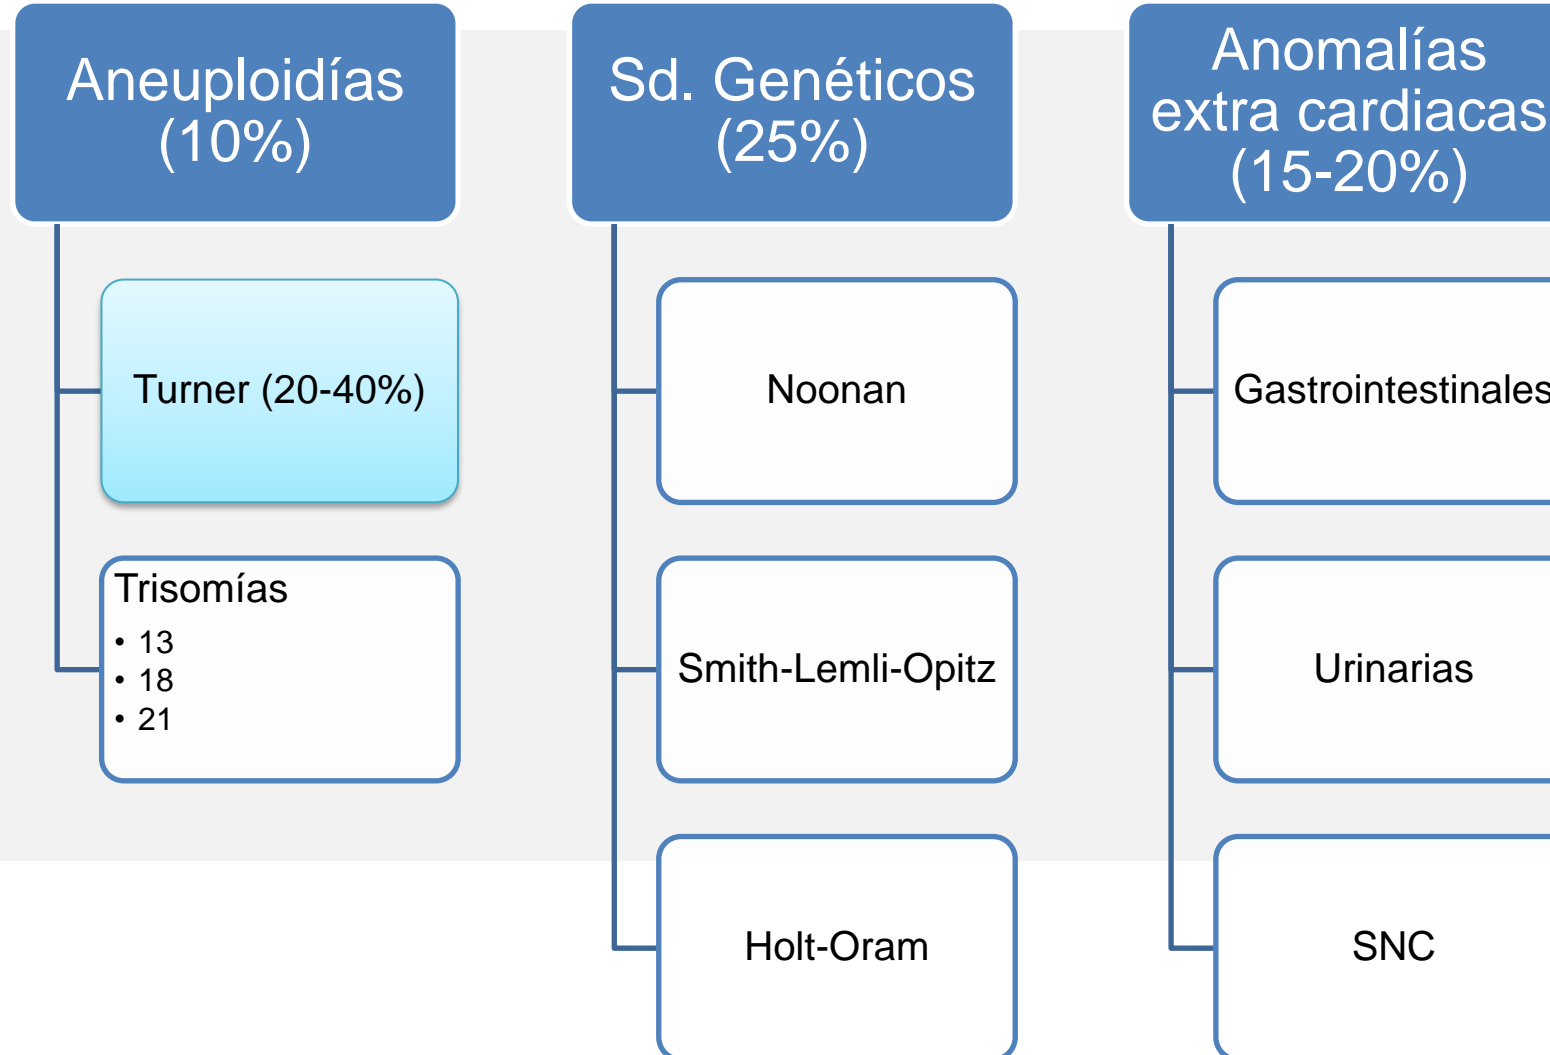 Aneuploidías
(10%)
Turner (20-40%)
Trisomías
• 13
• 18
• 21
Sd. Genéticos
(25%)
Noonan
Smith-Lemli-Opitz
Holt-Oram
Anomalías
extra cardiacas
(15-20%)
Gastrointestinales
Urinarias
SNC